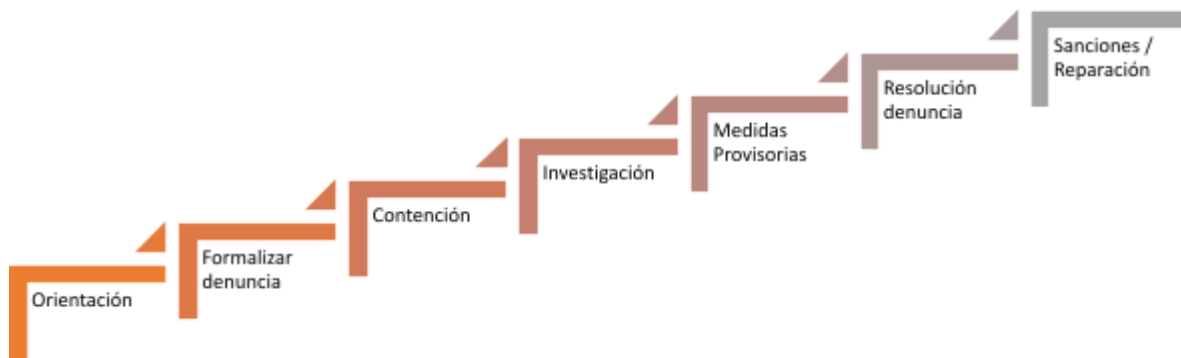 Orientación
Formalizar
denuncia
Contención
Investigación
Medidas
Provisorias
Resolución
denuncia
Sanciones /
Reparación